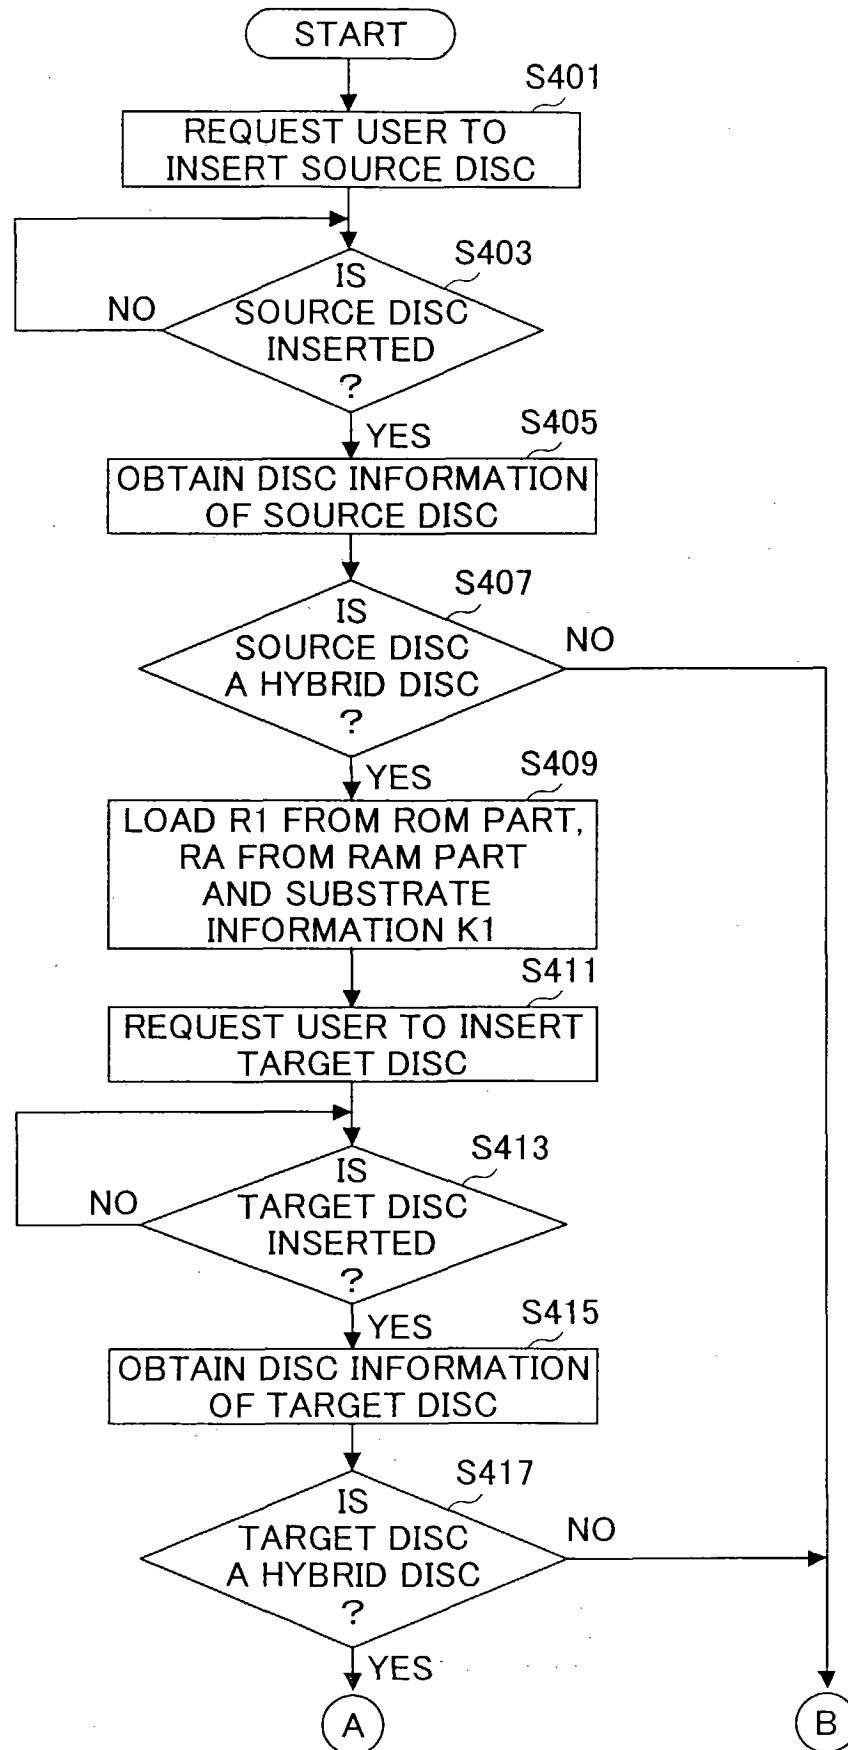 START
S401
REQUEST USER TO
INSERT SOURCE DISC
S403
IS
SOURCE DISC
INSERTED
?
NO
YES
S405
OBTAIN DISC INFORMATION
OF SOURCE DISC
S407
IS
SOURCE DISC
A HYBRID DISC
?
NO
YES
S409
LOAD R1 FROM ROM PART,
RA FROM RAM PART
AND SUBSTRATE
INFORMATION K1
S411
REQUEST USER TO INSERT
TARGET DISC
S413
IS
TARGET DISC
INSERTED
?
NO
YES
S415
OBTAIN DISC INFORMATION
OF TARGET DISC
S417
IS
TARGET DISC
A HYBRID DISC
?
NO
YES
A
B